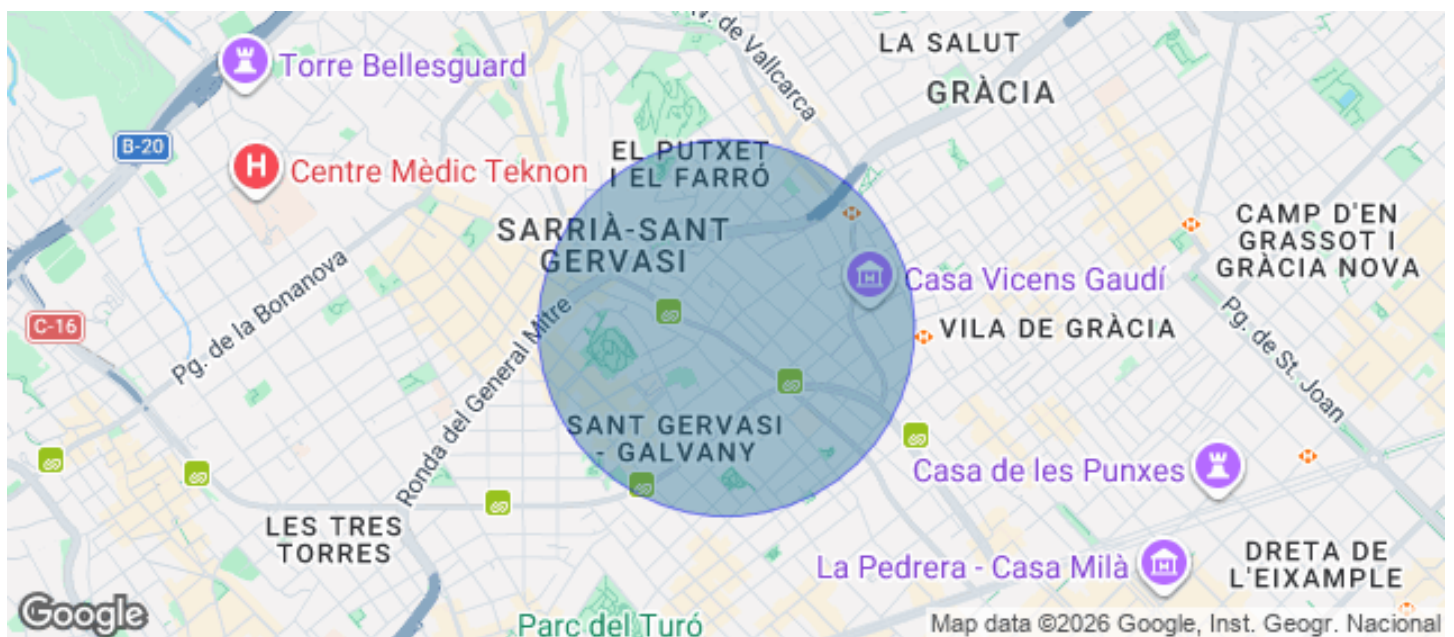 Av. de Vallcarca
LA SALUT
Torre Bellesguard
GRÀCIA
B-20
EL PUTXET
I EL FARRÓ
Centre Mèdic Teknon
SARRIÀ-SANT
GERVASI
CAMP D'EN
GRASSOT I
GRÀCIA NOVA
Casa Vicens Gaudí
C-16
Pg. de la Bonanova
VILA DE GRÀCIA
Ronda del General Mitre
Pg. de St. Joan
SANT GERVASI
- GALVANY
Casa de les Punxes
LES TRES
TORRES
La Pedrera - Casa Milà
DRETA DE
L'EIXAMPLE
Google
Parc del Turó
Map data ©2026 Google, Inst. Geogr. Nacional